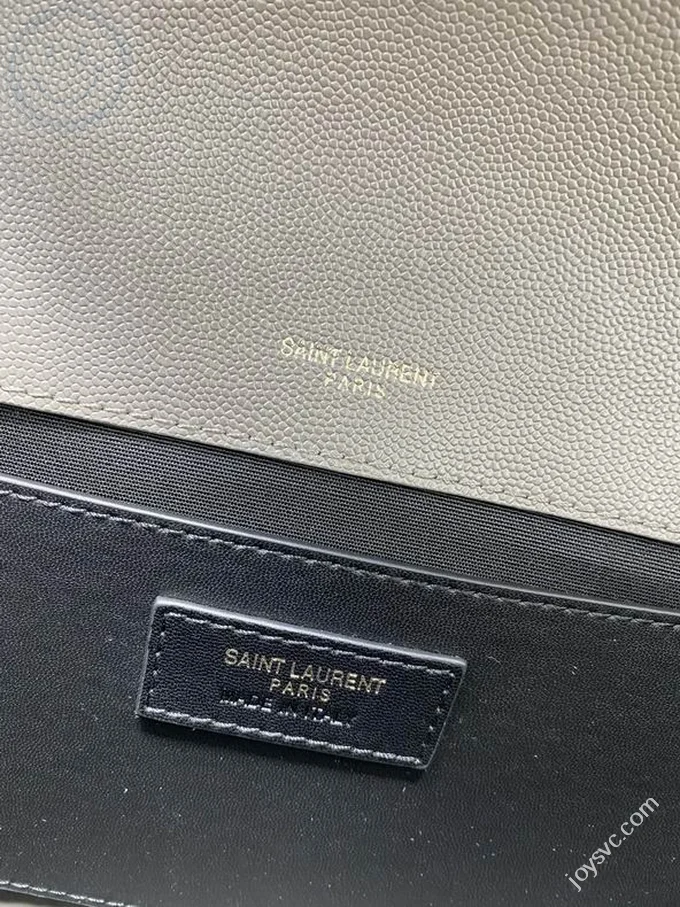 SAINT LAURENT
PARIS
SAINT LAURENT
PARIS
MADE IN ITALY
joysvc.com